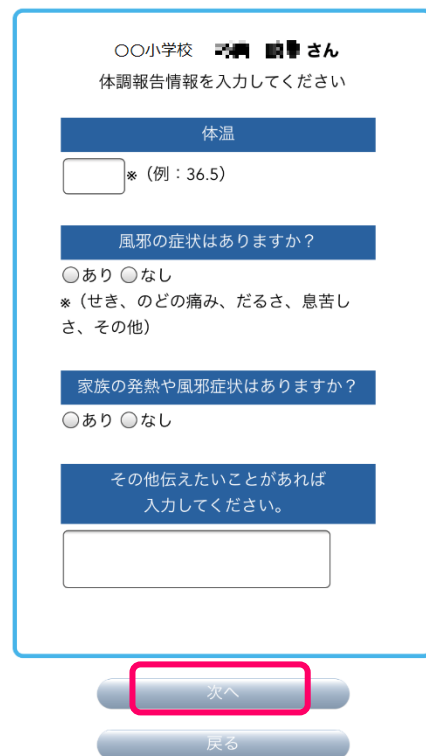 〇〇小学校 さん
体調報告情報を入力してください
体温
※（例：36.5）
風邪の症状はありますか？
あり なし
※（せき、のどの痛み、だるさ、息苦し
さ、その他）
家族の発熱や風邪症状はありますか？
あり なし
その他伝えたいことがあれば
入力してください。
次へ
戻る